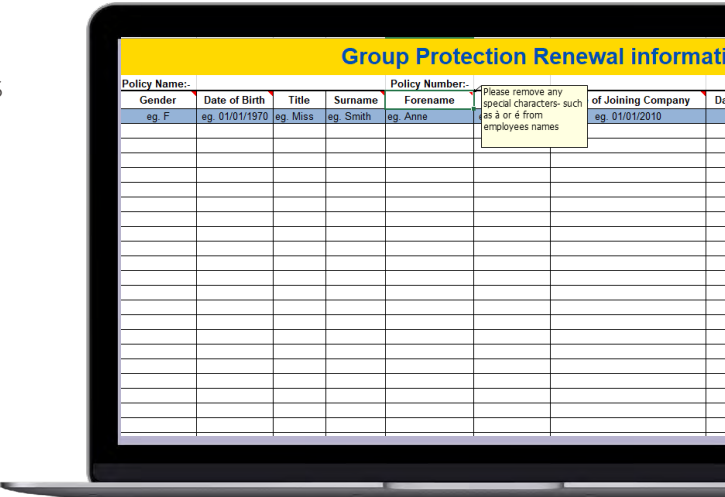 Group Protection Renewal informati
Policy Name:- Policy Number:-
Gender Date of Birth Title Surname Forename of Joining Company Da
eg. F eg. 01/01/1970 eg. Miss eg. Smith eg. Anne eg. 01/01/2010
Please remove any
special characters- such
as à or é from
employees names